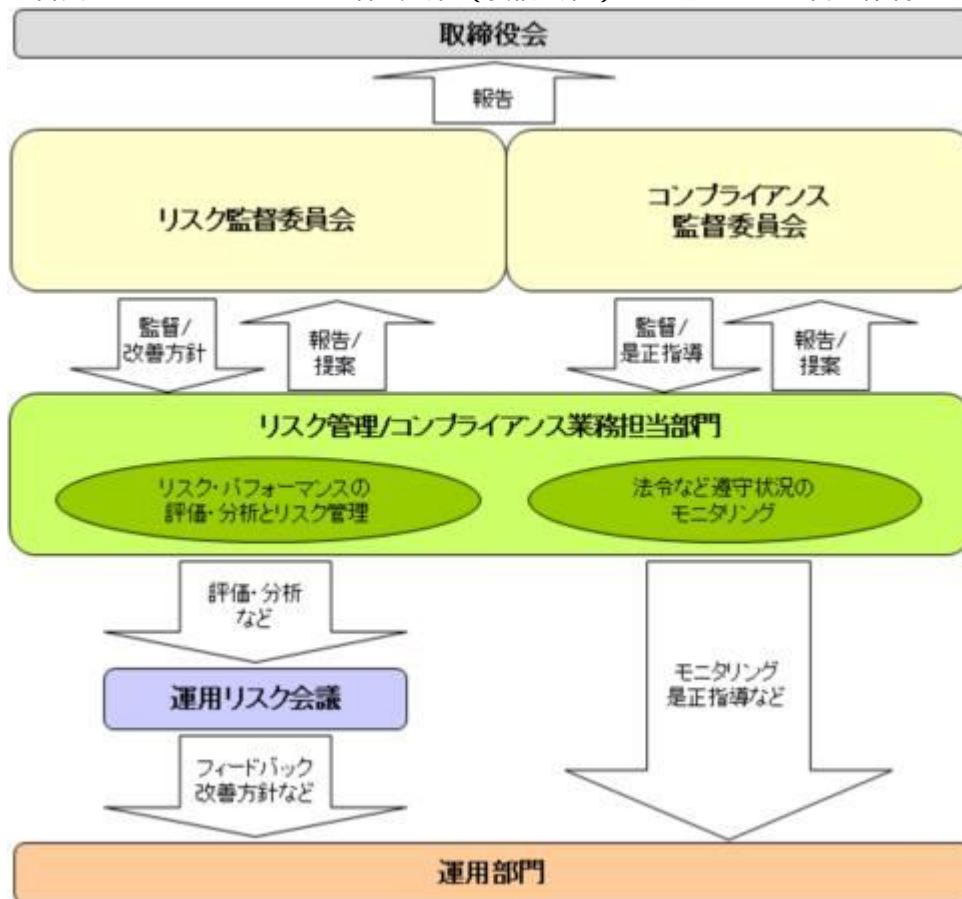 取締役会
報告
リスク監督委員会
コンプライアンス
監督委員会
監督/
改善方針
報告/
提案
監督/
是正指導
報告/
提案
リスク管理/コンプライアンス業務担当部門
リスク・パフォーマンスの
評価・分析とリスク管理
法令など遵守状況の
モニタリング
評価・分析
など
運用リスク会議
モニタリング
是正指導など
フィードバック
改善方針など
運用部門